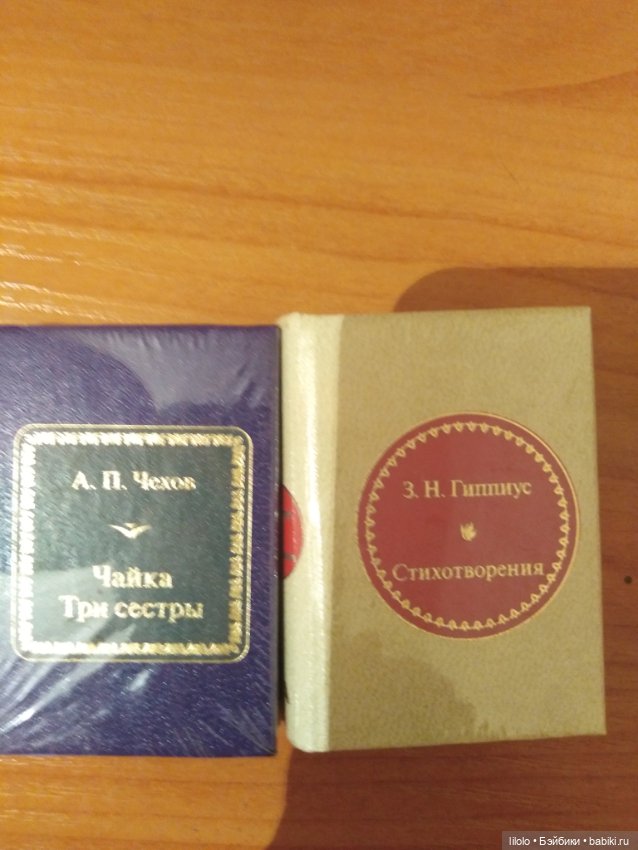 А. П. Чехов
Чайка
Три сестры
З. Н. Гиппиус
Стихотворения
lilolo • Бэйбики • babiki.ru